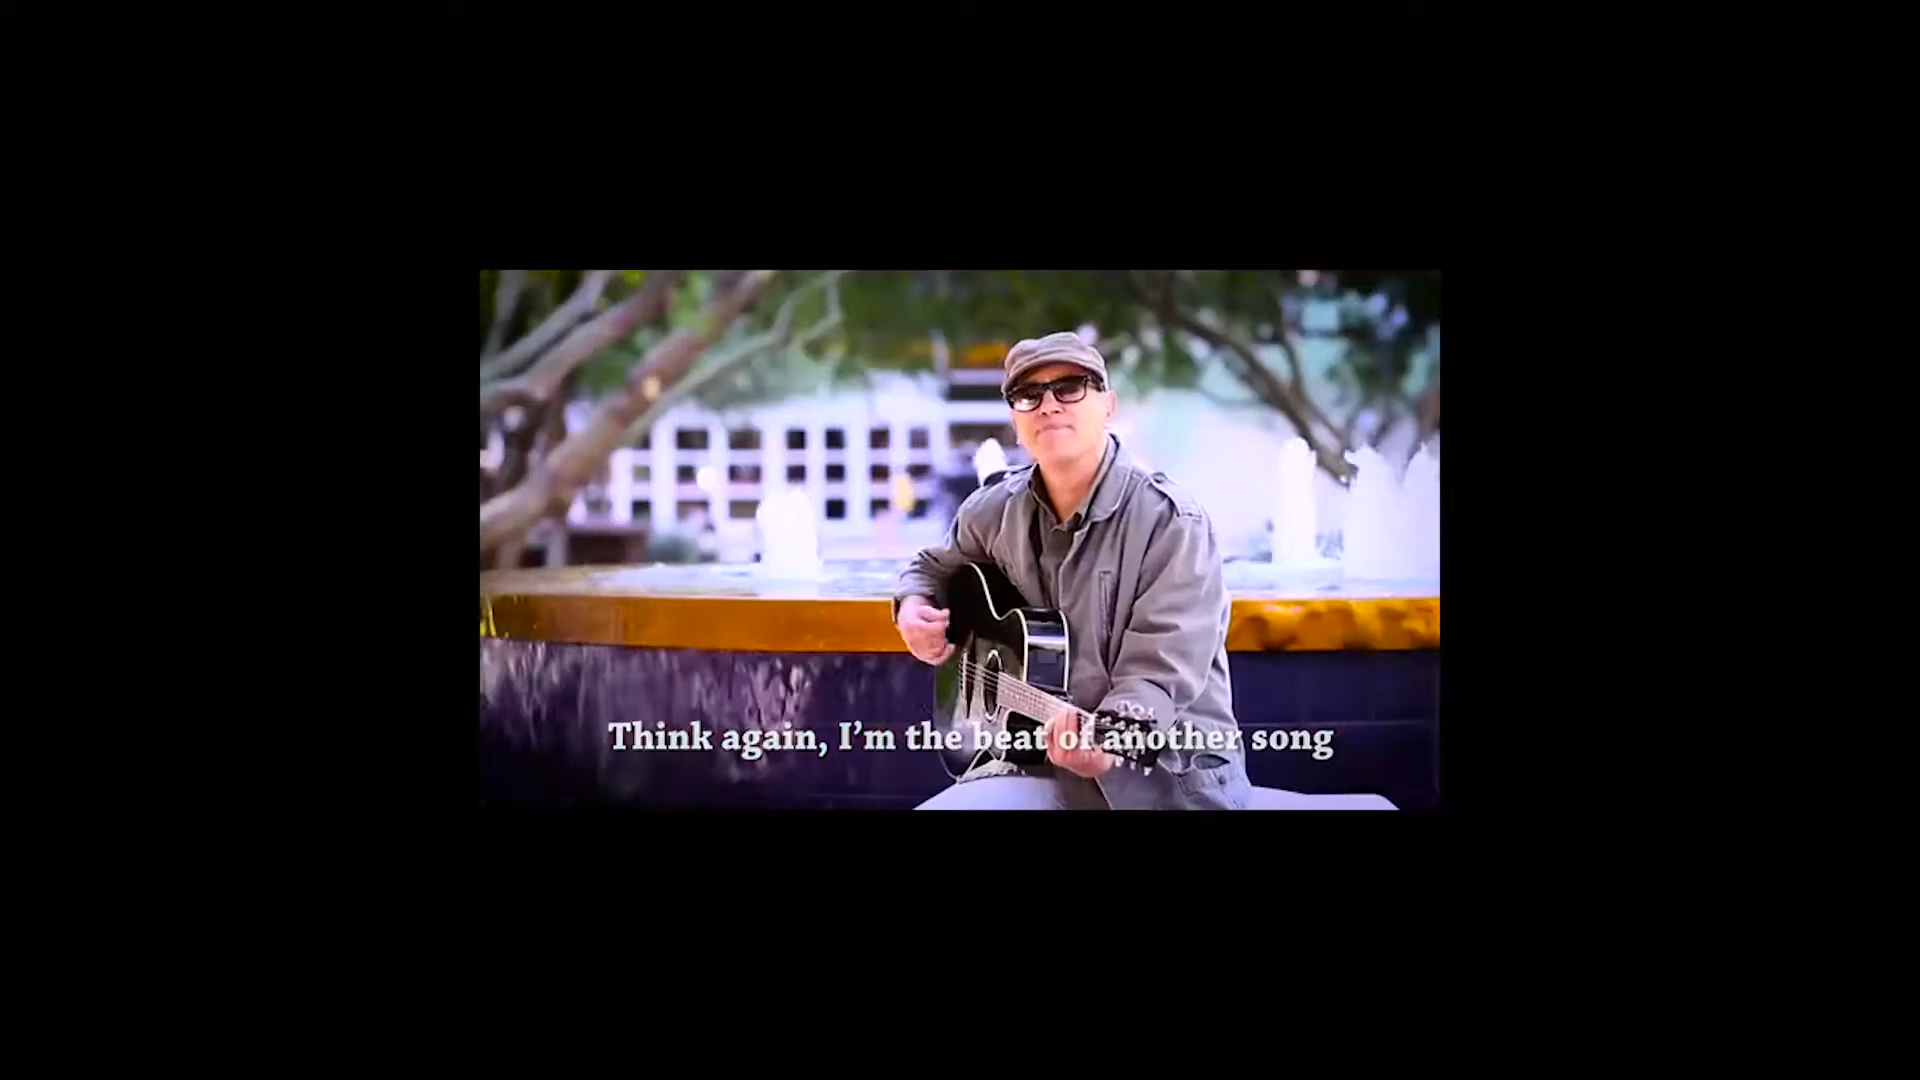 Think again, I’m the beat of another song